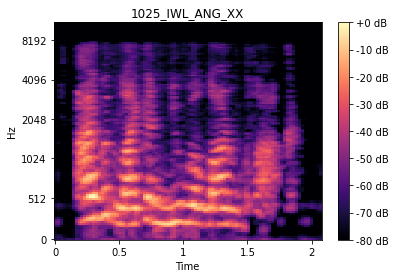 1025_IWL_ANG_XX
8192
4096
2048
1024
512
0
Hz
0
0.5
1
1.5
2
Time
+0 dB
-10 dB
-20 dB
-30 dB
-40 dB
-50 dB
-60 dB
-70 dB
-80 dB